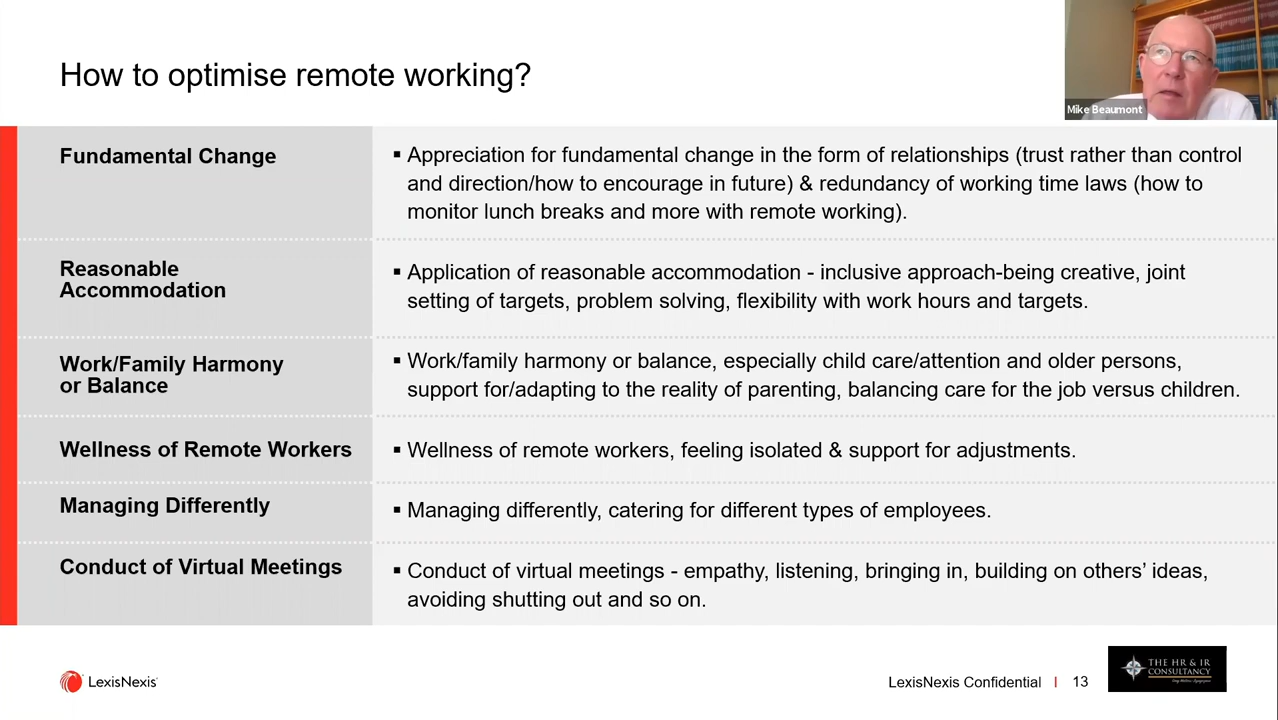 How to optimise remote working?
Mike Beaumont
Fundamental Change
▪ Appreciation for fundamental change in the form of relationships (trust rather than control
and direction/how to encourage in future) & redundancy of working time laws (how to
monitor lunch breaks and more with remote working).
Reasonable
Accommodation
▪ Application of reasonable accommodation - inclusive approach-being creative, joint
setting of targets, problem solving, flexibility with work hours and targets.
Work/Family Harmony
or Balance
▪ Work/family harmony or balance, especially child care/attention and older persons,
support for/adapting to the reality of parenting, balancing care for the job versus children.
Wellness of Remote Workers
▪ Wellness of remote workers, feeling isolated & support for adjustments.
Managing Differently
▪ Managing differently, catering for different types of employees.
Conduct of Virtual Meetings
▪ Conduct of virtual meetings - empathy, listening, bringing in, building on others’ ideas,
avoiding shutting out and so on.
LexisNexis
LexisNexis Confidential | 13
THE HR & IR
CONSULTANCY